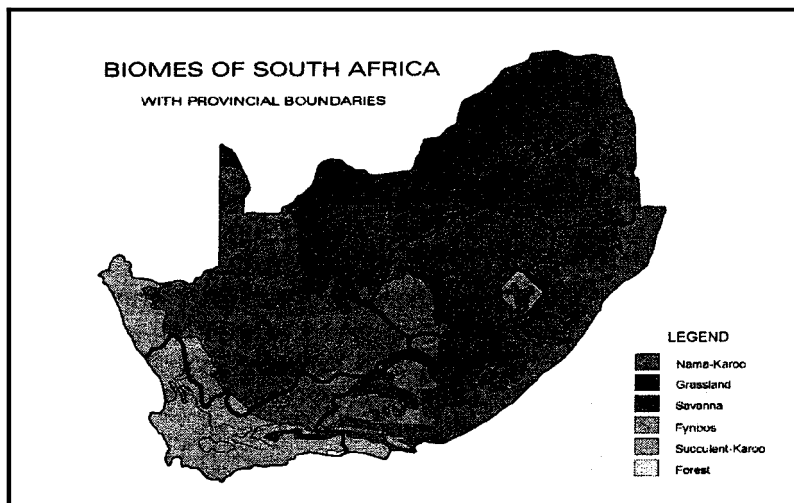 BIOMES OF SOUTH AFRICA
WITH PROVINCIAL BOUNDARIES
LEGEND
Nama-Karoo
Grassland
Savanna
Fynbos
Succulent-Karoo
Forest